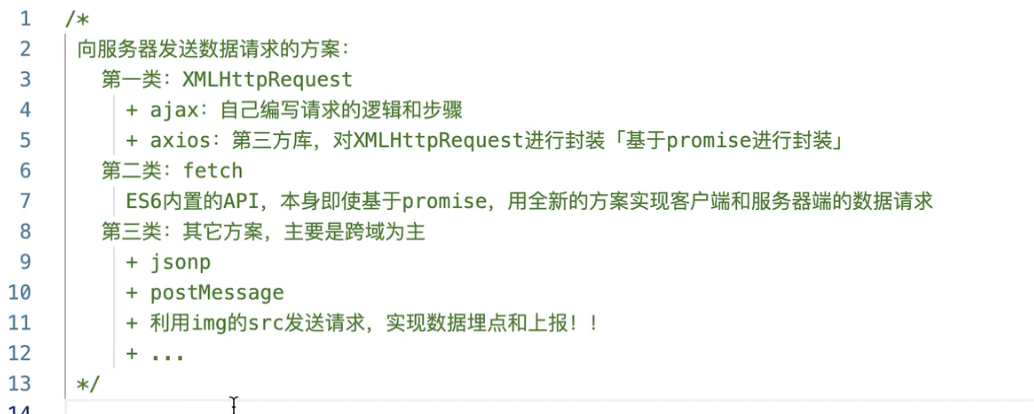 1 /*
2 向服务器发送数据请求的方案：
3 第一类：XMLHttpRequest
4 + ajax：自己编写请求的逻辑和步骤
5 + axios：第三方库，对XMLHttpRequest进行封装「基于promise进行封装」
6 第二类：fetch
7 ES6内置的API，本身即使基于promise，用全新的方案实现客户端和服务器端的数据请求
8 第三类：其它方案，主要是跨域为主
9 + jsonp
10 + postMessage
11 + 利用img的src发送请求，实现数据埋点和上报！！
12 + ...
13 */
14